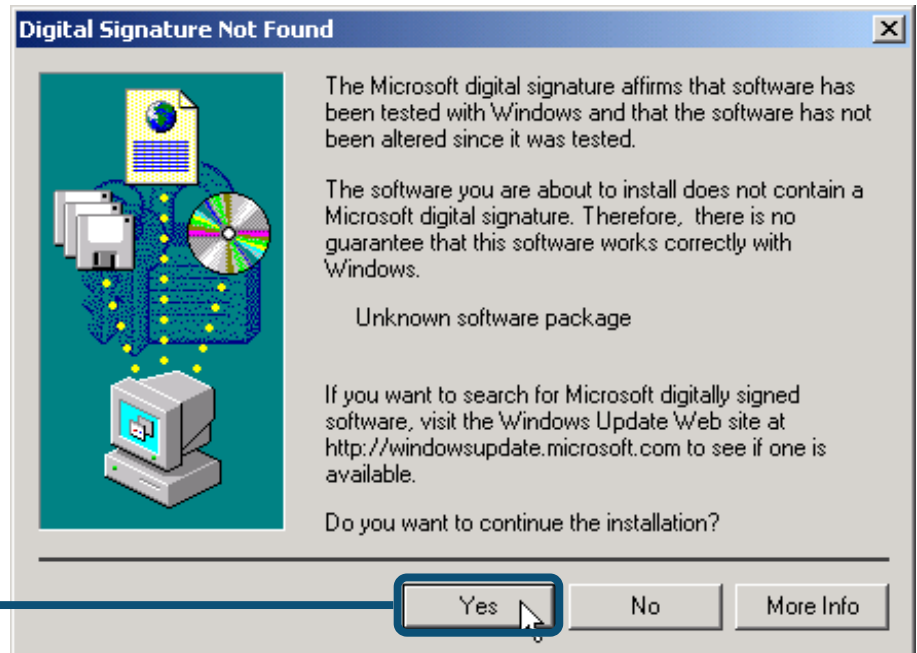 Digital Signature Not Found
The Microsoft digital signature affirms that software has
been tested with Windows and that the software has not
been altered since it was tested.
The software you are about to install does not contain a
Microsoft digital signature. Therefore, there is no
guarantee that this software works correctly with
Windows.
Unknown software package
If you want to search for Microsoft digitally signed
software, visit the Windows Update Web site at
http://windowsupdate.microsoft.com to see if one is
available.
Do you want to continue the installation?
Yes No More Info